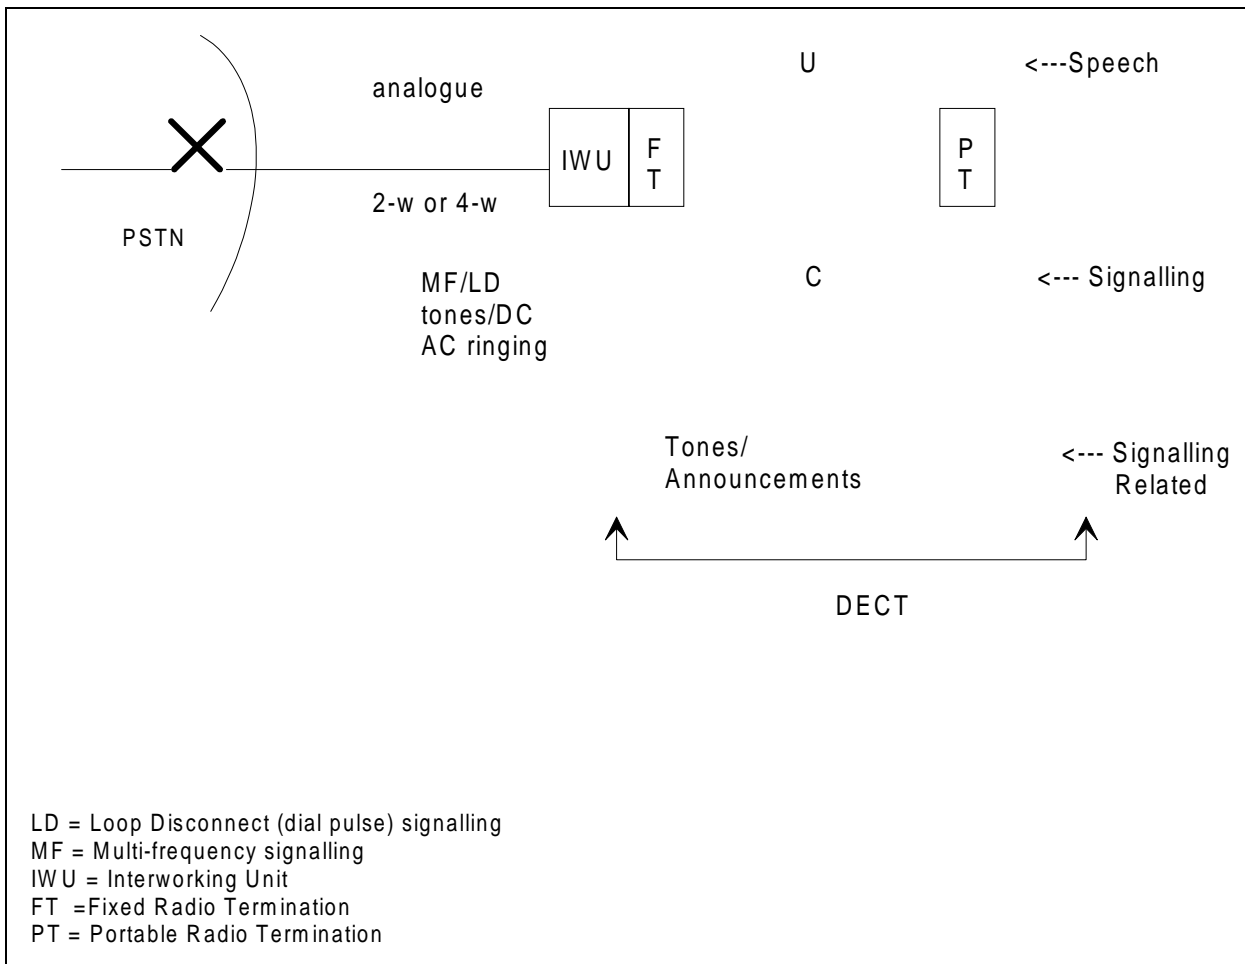 U
<---Speech
analogue
IWU
F
T
P
T
2-w or 4-w
PSTN
MF/LD
tones/DC
AC ringing
C
<--- Signalling
Tones/
Announcements
<--- Signalling
Related
DECT
LD = Loop Disconnect (dial pulse) signalling
MF = Multi-frequency signalling
IWU = Interworking Unit
FT =Fixed Radio Termination
PT = Portable Radio Termination